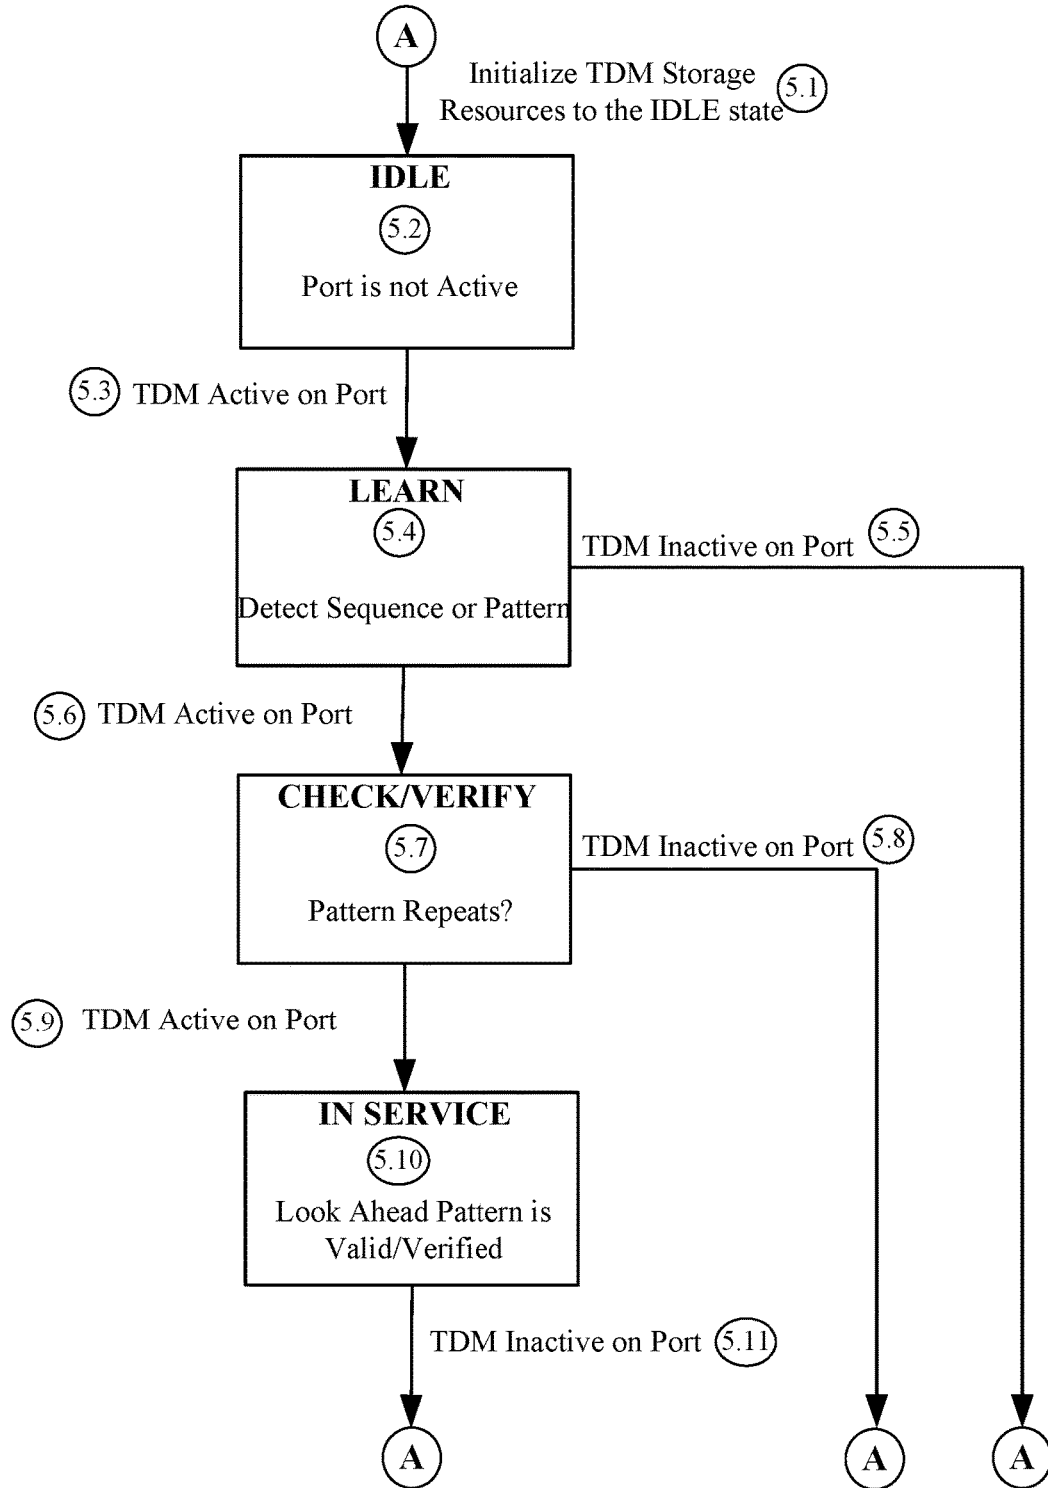 A
Initialize TDM Storage
Resources to the IDLE state
5.1
IDLE
5.2
Port is not Active
5.3 TDM Active on Port
LEARN
5.4
Detect Sequence or Pattern
TDM Inactive on Port 5.5
5.6 TDM Active on Port
CHECK/VERIFY
5.7
Pattern Repeats?
TDM Inactive on Port 5.8
5.9 TDM Active on Port
IN SERVICE
5.10
Look Ahead Pattern is
Valid/Verified
TDM Inactive on Port 5.11
A A A